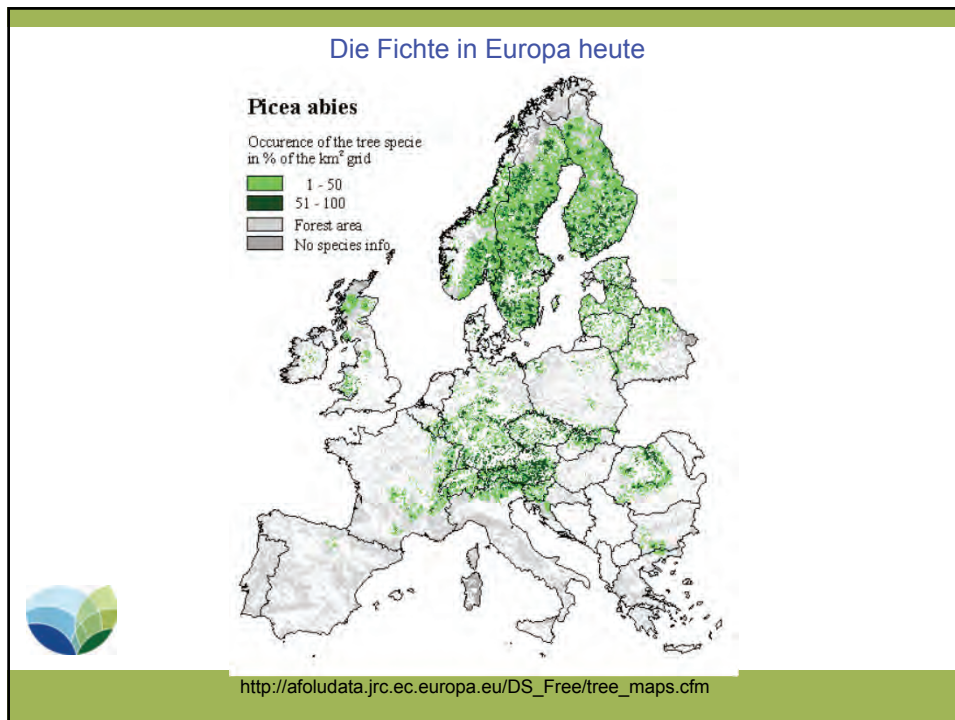 Die Fichte in Europa heute
Picea abies
Occurence of the tree specie
in % of the km² grid
1 - 50
51 - 100
Forest area
No species info.
http://afoludata.jrc.ec.europa.eu/DS_Free/tree_maps.cfm